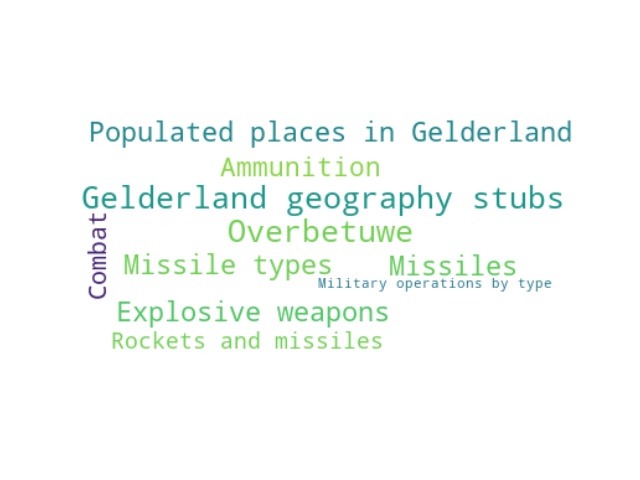 Populated places in Gelderland
Ammunition
Gelderland geography stubs
Combat
Overbetuwe
Missile types
Missiles
Military operations by type
Explosive weapons
Rockets and missiles